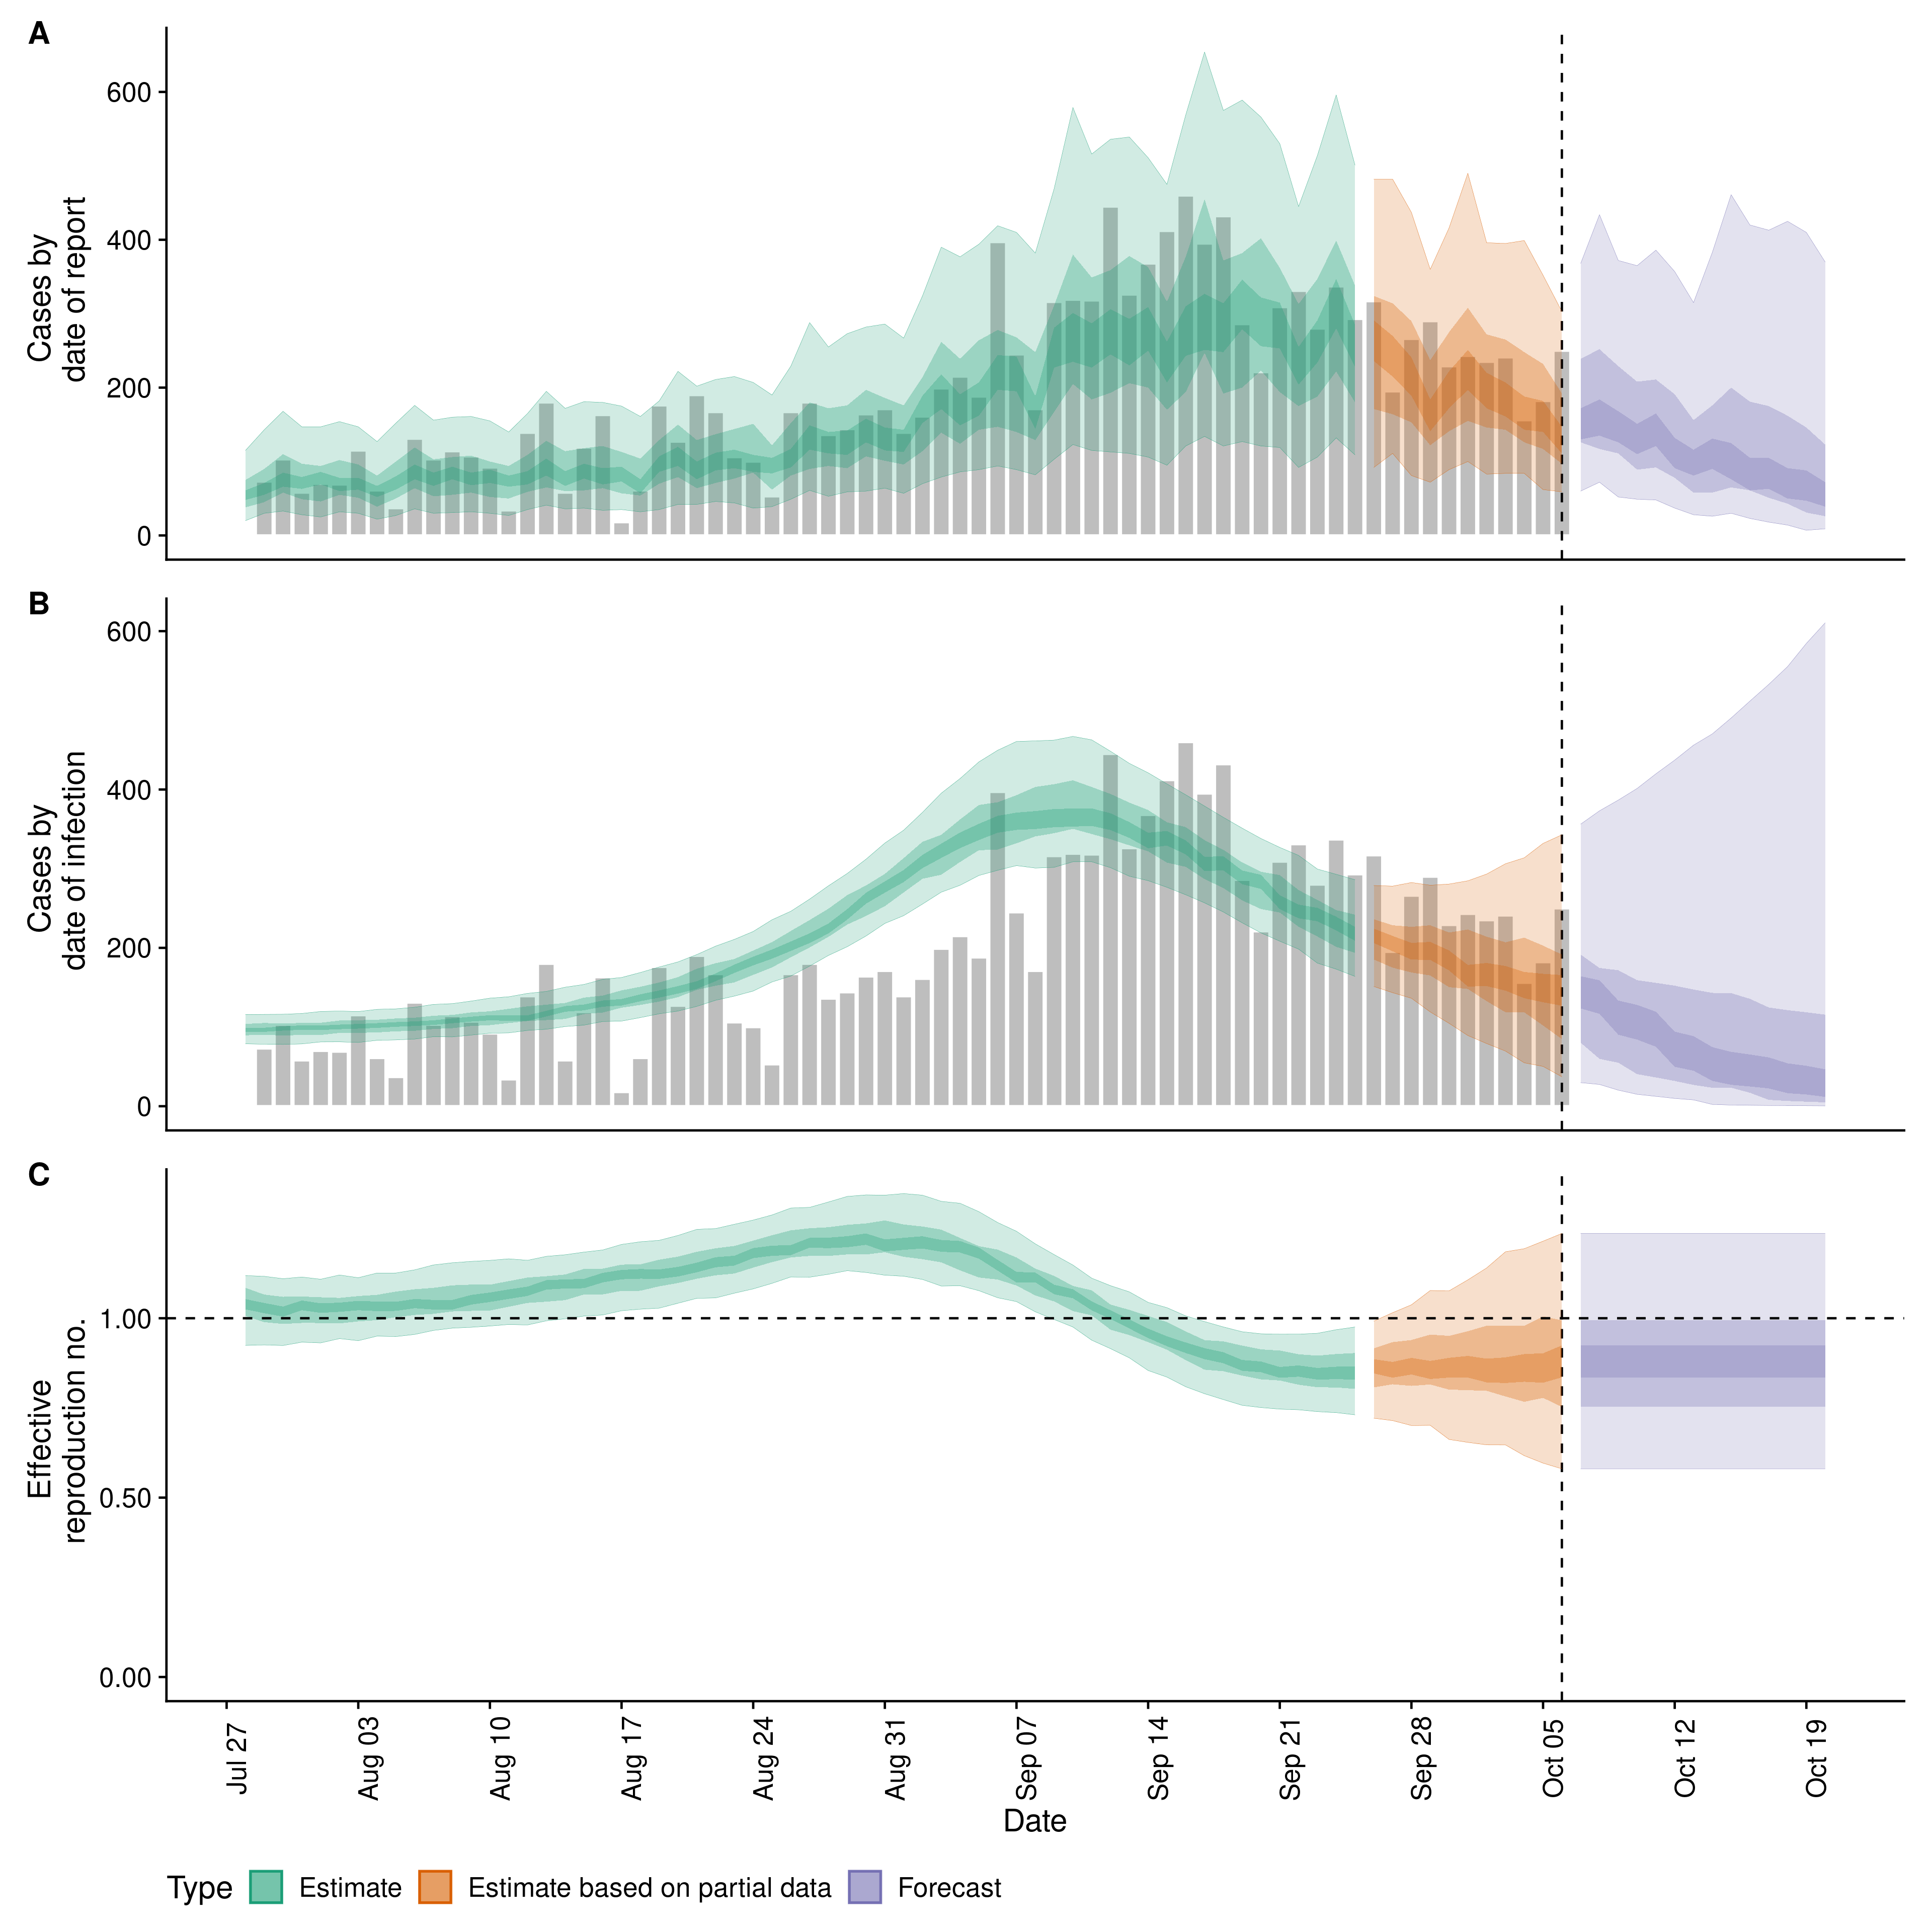 A
Cases by
date of report
600
400
200
0
B
Cases by
date of infection
600
400
200
0
C
Effective
reproduction no.
1.00
0.50
0.00
Jul 27
Aug 03
Aug 10
Aug 17
Aug 24
Aug 31
Sep 07
Sep 14
Sep 21
Sep 28
Oct 05
Oct 12
Oct 19
Date
Type Estimate Estimate based on partial data Forecast